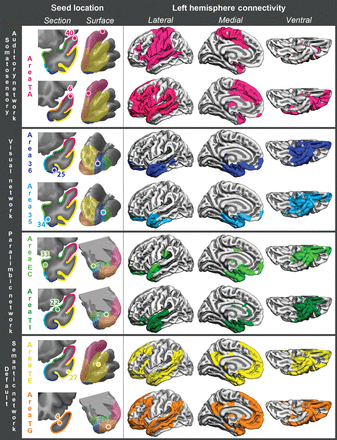 Seed location
Left hemisphere connectivity
Section
Surface
Lateral
Medial
Ventral
Somatosensory
Auditory network
Area TA
40
6
Visual network
Area 36
25
Area 35
34
Paralimbic network
Area EC
33
Area TI
22
Default
Semantic network
Area TE
27
Area TG